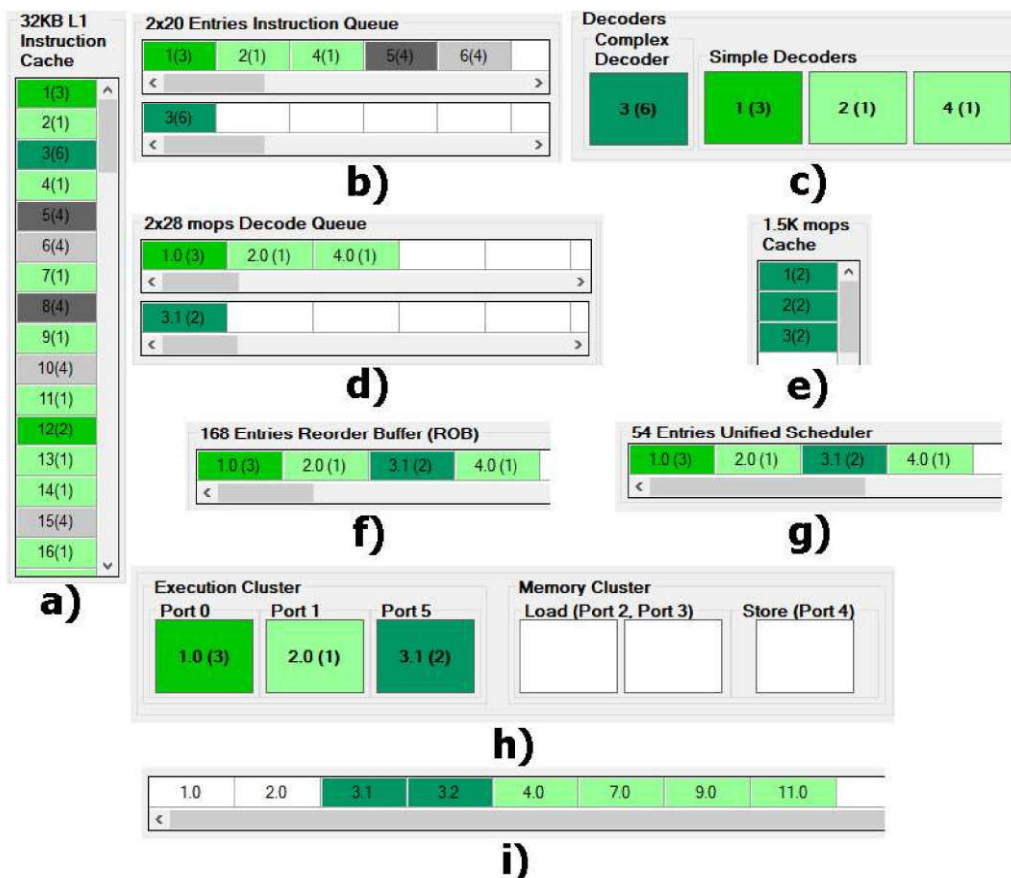 32KB L1
Instruction
Cache
1(3)
2(1)
3(6)
4(1)
5(4)
6(4)
7(1)
8(4)
9(1)
10(4)
11(1)
12(2)
13(1)
14(1)
15(4)
16(1)
a)
2x20 Entries Instruction Queue
1(3) 2(1) 4(1) 5(4) 6(4)
3(6)
b)
Decoders
Complex
Decoder
Simple Decoders
3 (6) 1 (3) 2 (1) 4 (1)
c)
2x28 mops Decode Queue
1.0 (3) 2.0 (1) 4.0 (1)
3.1 (2)
d)
1.5K mops
Cache
1(2)
2(2)
3(2)
e)
168 Entries Reorder Buffer (ROB)
1.0 (3) 2.0 (1) 3.1 (2) 4.0 (1)
f)
54 Entries Unified Scheduler
1.0 (3) 2.0 (1) 3.1 (2) 4.0 (1)
g)
Execution Cluster
Port 0 Port 1 Port 5
1.0 (3) 2.0 (1) 3.1 (2)
Memory Cluster
Load (Port 2, Port 3) Store (Port 4)
h)
1.0 2.0 3.1 3.2 4.0 7.0 9.0 11.0
i)